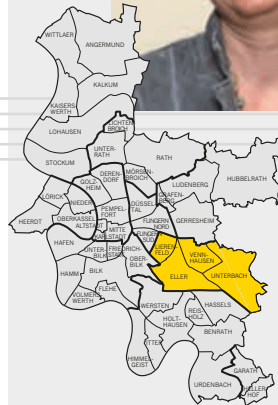 WITTLAER
ANGERMUND
KALKUM
KAISERS
WERTH
LOHAUSEN
LICHTEN
BROICH
STOCKUM
UNTER-
RATH
RATH
MÖRSEN-
BROICH
GOLZ-
HEIM
DEREN-
DORF
LUDENBERG
HUBBELRATH
GRAFEN-
BERG
LÖRICK
NIEDER
PEMPEL-
FORT
DÜSSEL
TAL
HEERDT
OBERKASSEL
ALTSTADT
FLINGERN
NORD
GERRESHEIM
MITTE
KARLSTADT
FLINGERN
SÜD
HAFEN
UNTER-
BILK
FRIEDRICH-
STADT
OBER-
BILK
LIEREN-
FELD
VENN-
HAUSEN
UNTERBACH
ELLER
HAMM
BILK
FLEHE
VOLMERS
WERTH
WERSTEN
HASSELS
HOLT-
HAUSEN
REIS-
HOLZ
BENRATH
ITTER
HIMMEL-
GEIST
URDENBACH
GARATH
HELLER
HOF